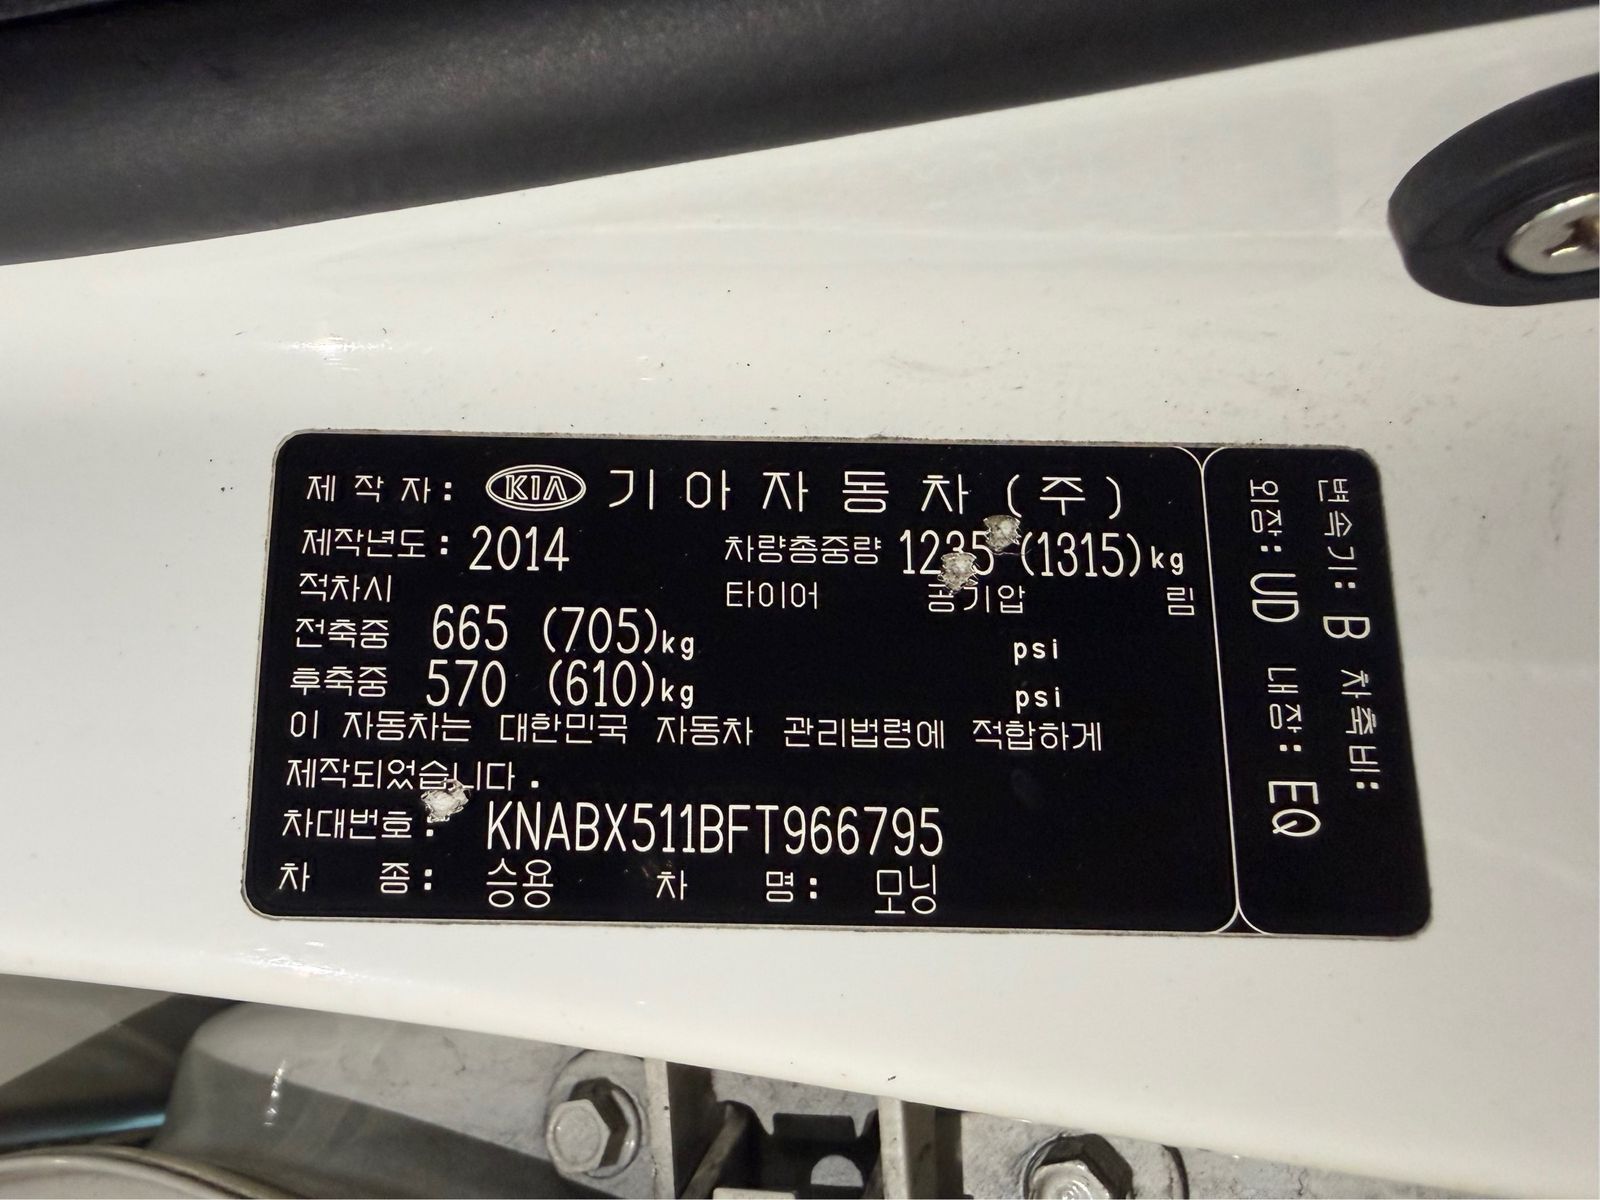 제 작 자: KIA 기 아 자 동 차 (주)
제작년도: 2014 차량총중량 1235 (1315)kg
적차시 타이어 공기압 림
전축중 665 (705)kg psi
후축중 570 (610)kg psi
이 자동차는 대한민국 자동차 관리법령에 적합하게
제작되었습니다.
차대번호: KNABX511BFT966795
차 종: 승용 차 명: 모닝
변속기: B 차축비:
외장: UD 내장: EQ